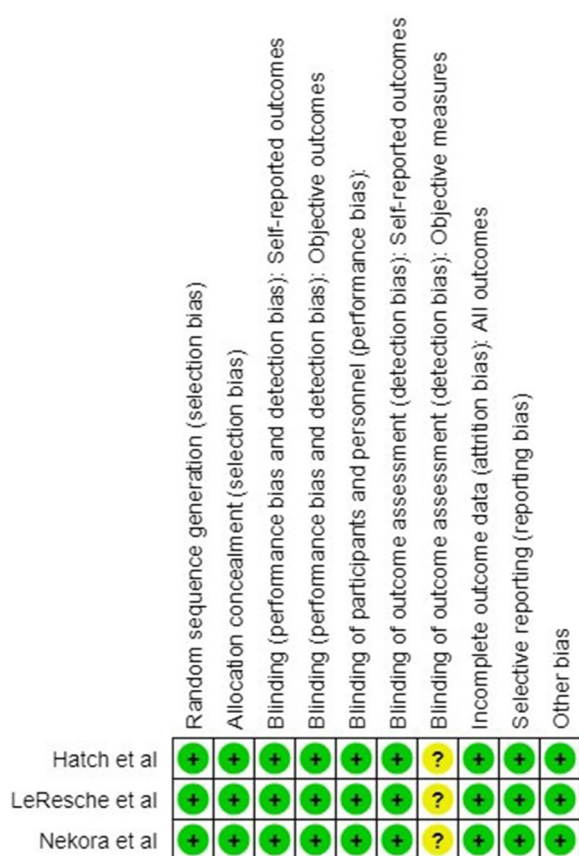 Random sequence generation (selection bias)
Allocation concealment (selection bias)
Blinding (performance bias and detection bias): Self-reported outcomes
Blinding (performance bias and detection bias): Objective outcomes
Blinding of participants and personnel (performance bias):
Blinding of outcome assessment (detection bias): Self-reported outcomes
Blinding of outcome assessment (detection bias): Objective measures
Incomplete outcome data (attrition bias): All outcomes
Selective reporting (reporting bias)
Other bias
Hatch et al + + + + + + ? + + +
LeResche et al + + + + + + ? + + +
Nekora et al + + + + + + ? + + +